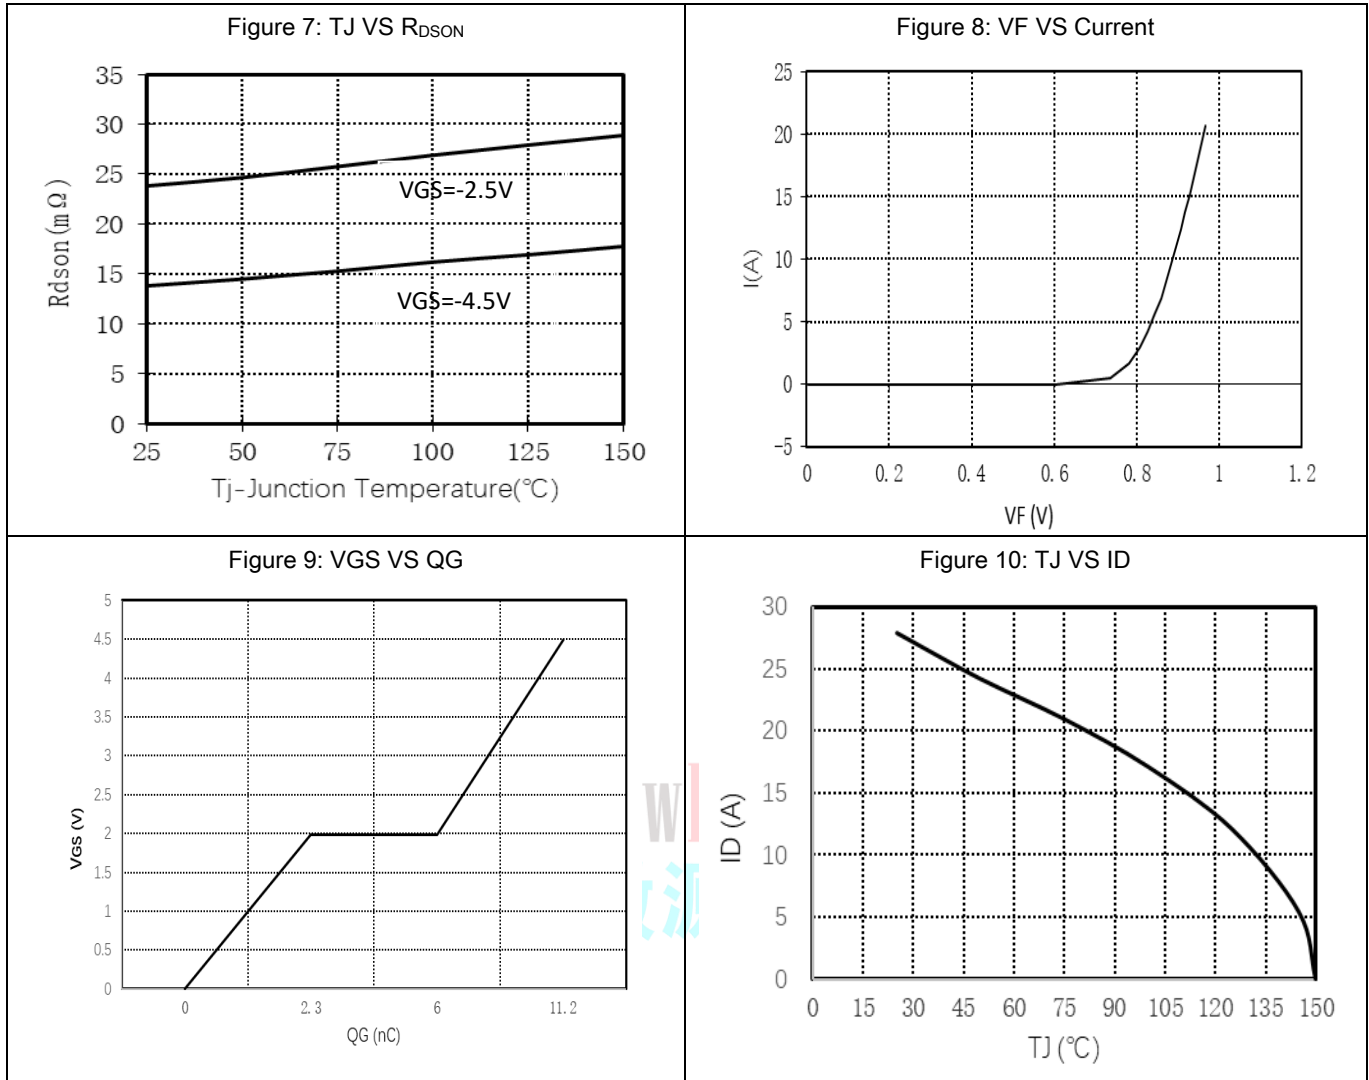 Figure 7: TJ VS RDSON
35
30
25
20
15
10
5
0
Rdson(mΩ)
VGS=-2.5V
VGS=-4.5V
25 50 75 100 125 150
Tj-Junction Temperature(℃)
Figure 8: VF VS Current
25
20
15
10
5
0
-5
I(A)
0 0.2 0.4 0.6 0.8 1 1.2
VF (V)
Figure 9: VGS VS QG
5
4.5
4
3.5
3
2.5
2
1.5
1
0.5
0
VGS (V)
0 2.3 6 11.2
QG (nC)
Figure 10: TJ VS ID
30
25
20
15
10
5
0
ID (A)
0 15 30 45 60 75 90 105 120 135 150
TJ (℃)
W
源